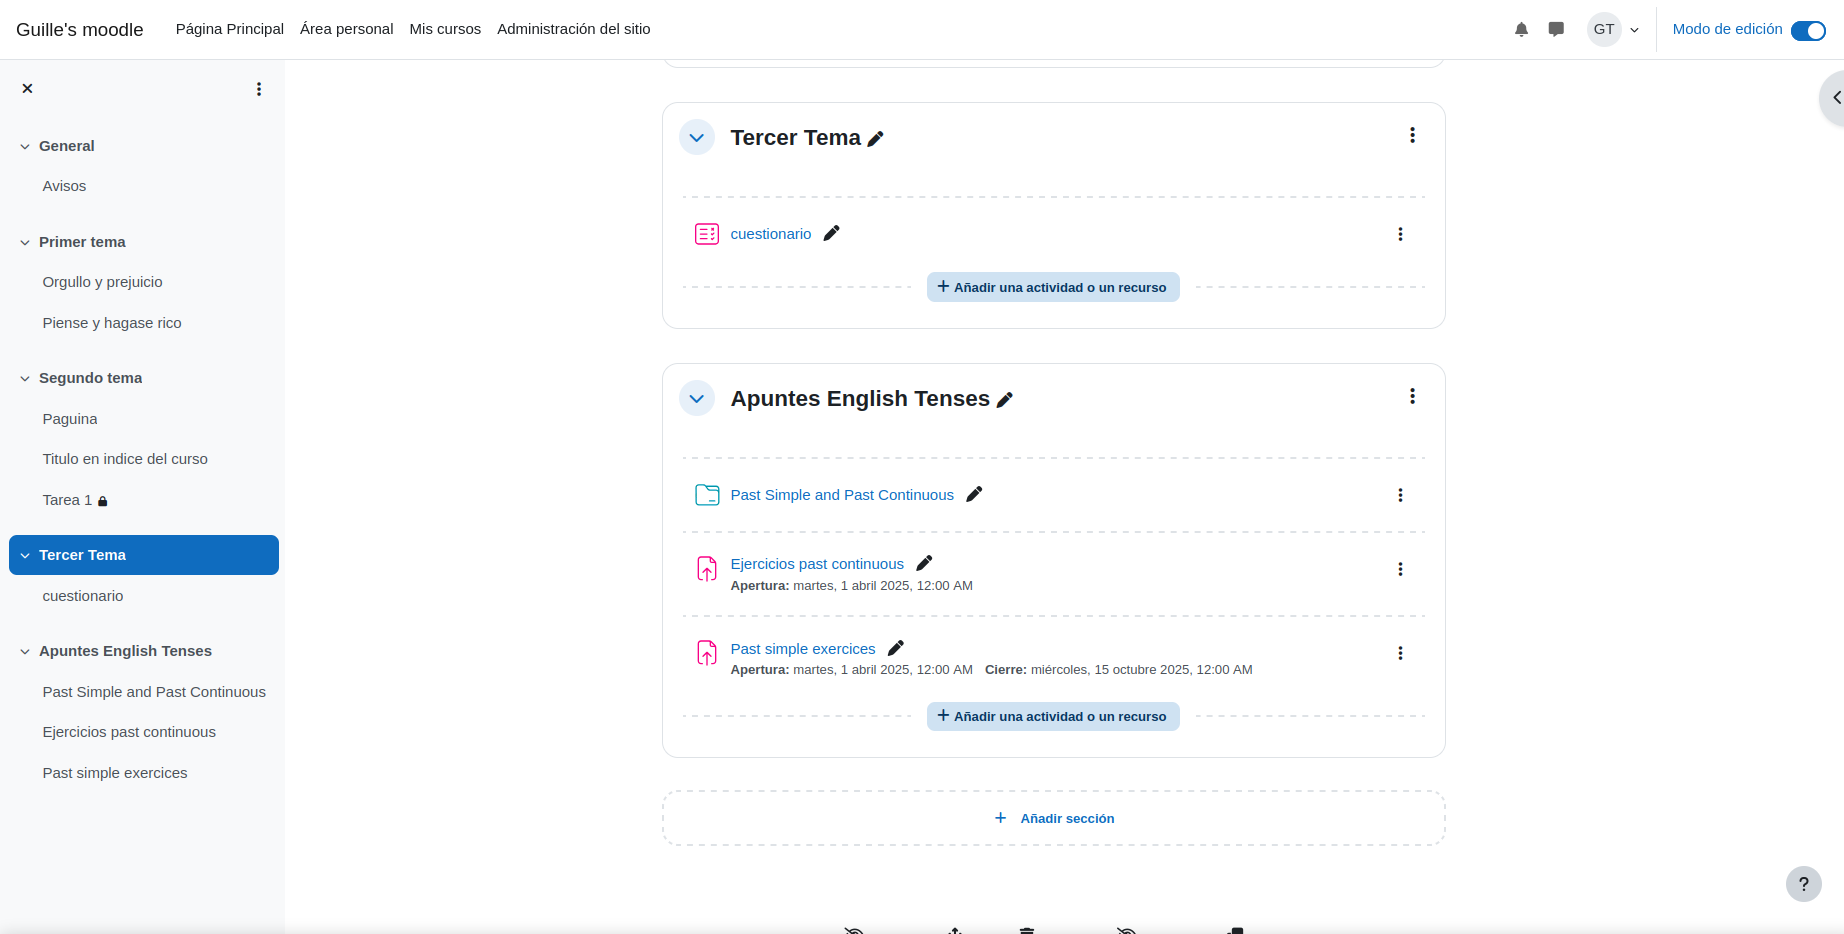 Guille's moodle
Página Principal
Área personal
Mis cursos
Administración del sitio
GT
Modo de edición
General
Avisos
Primer tema
Orgullo y prejuicio
Piense y hagase rico
Segundo tema
Paguina
Titulo en indice del curso
Tarea 1
Tercer Tema
cuestionario
Apuntes English Tenses
Past Simple and Past Continuous
Ejercicios past continuous
Past simple exercices
Tercer Tema
cuestionario
+ Añadir una actividad o un recurso
Apuntes English Tenses
Past Simple and Past Continuous
Ejercicios past continuous
Apertura: martes, 1 abril 2025, 12:00 AM
Past simple exercices
Apertura: martes, 1 abril 2025, 12:00 AM Cierre: miércoles, 15 octubre 2025, 12:00 AM
+ Añadir una actividad o un recurso
+ Añadir sección
?